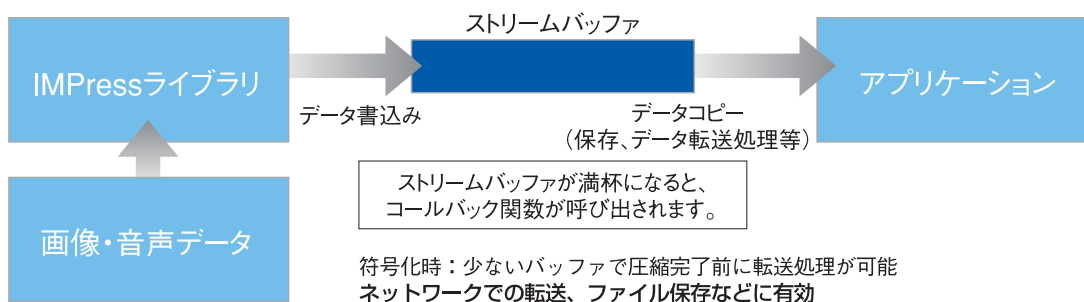 ストリームバッファ
IMPressライブラリ
アプリケーション
データ書込み
データコピー
（保存、データ転送処理等）
ストリームバッファが満杯になると、
コールバック関数が呼び出されます。
画像・音声データ
符号化時：少ないバッファで圧縮完了前に転送処理が可能
ネットワークでの転送、ファイル保存などに有効